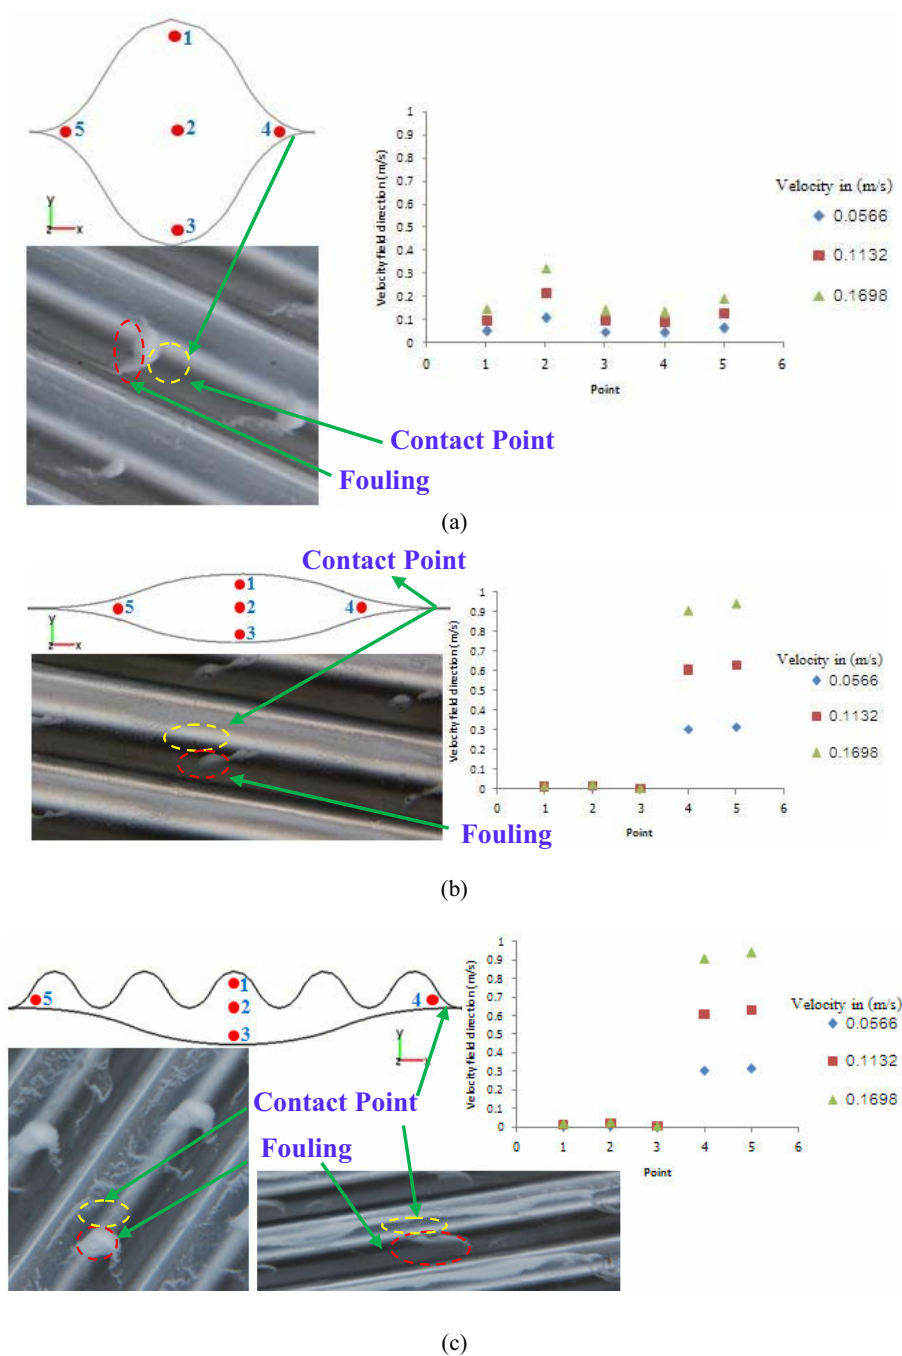 1
5
2
4
3
y
z
x
1
0.9
0.8
0.7
0.6
0.5
0.4
0.3
0.2
0.1
0
Velocity field direction (m/s)
0 1 2 3 4 5 6
Point
Velocity in (m/s)
0.0566
0.1132
0.1698
Contact Point
Fouling
(a)
Contact Point
1
5
2
4
3
y
z
x
1
0.9
0.8
0.7
0.6
0.5
0.4
0.3
0.2
0.1
0
Velocity field direction (m/s)
0 1 2 3 4 5 6
Point
Velocity in (m/s)
0.0566
0.1132
0.1698
Fouling
(b)
1
5
2
4
3
y
z
x
1
0.9
0.8
0.7
0.6
0.5
0.4
0.3
0.2
0.1
0
Velocity field direction (m/s)
0 1 2 3 4 5 6
Point
Velocity in (m/s)
0.0566
0.1132
0.1698
Contact Point
Fouling
(c)